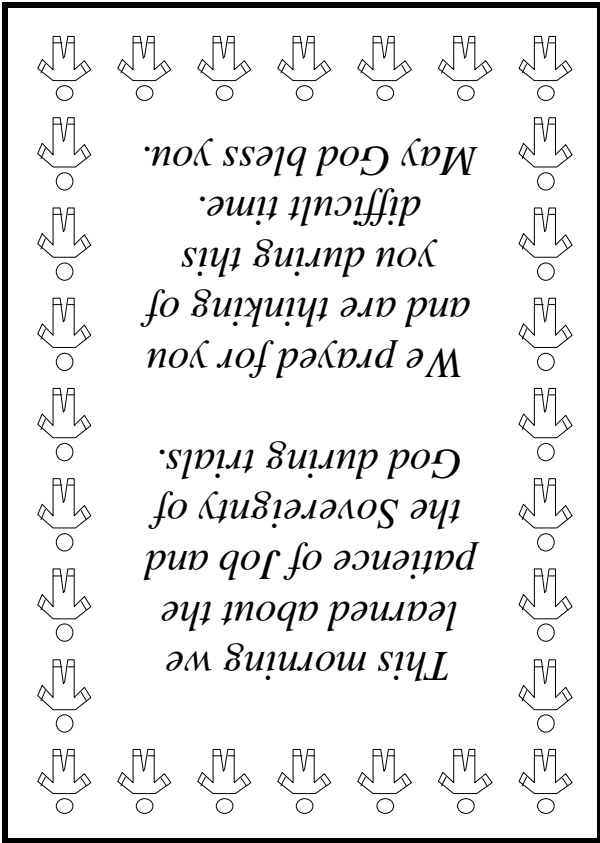 This morning we
learned about the
patience of Job and
the Sovereignty of
God during trials.
We prayed for you
and are thinking of
you during this
difficult time.
May God bless you.